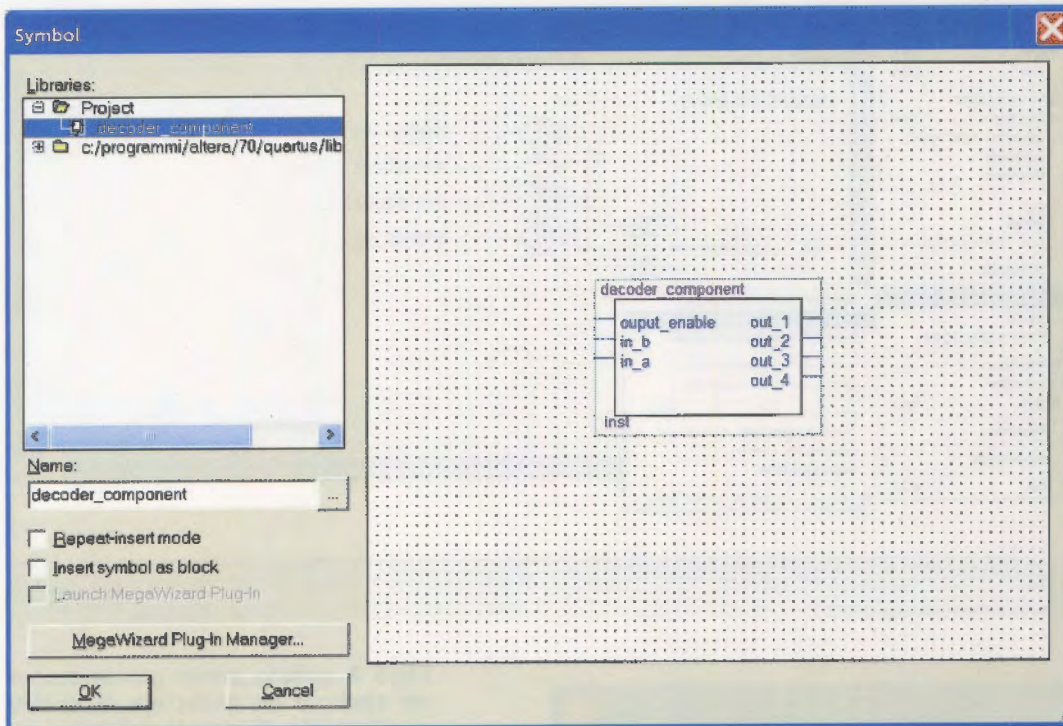 Symbol
Libraries:
Project
decoder_component
c:/programmi/altera/70/quartus/lib
Name:
decoder_component
...
Repeat-insert mode
Insert symbol as block
Launch MegaWizard Plug-In
MegaWizard Plug-In Manager...
OK
Cancel
decoder_component
ouput_enable out_1
in_b out_2
in_a out_3
out_4
inst